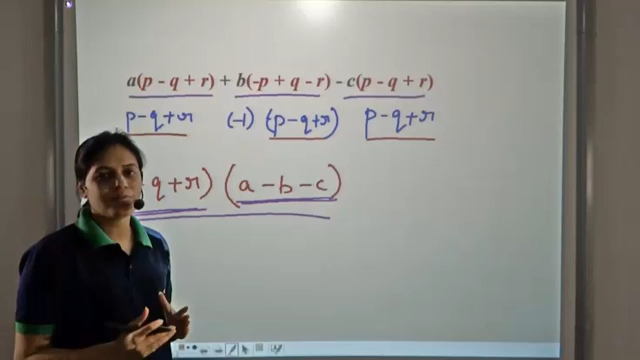 a(p - q + r) + b(-p + q - r) - c(p - q + r)
p-q+r (-1) (p-q+r) p-q+r
q+r) (a-b-c)